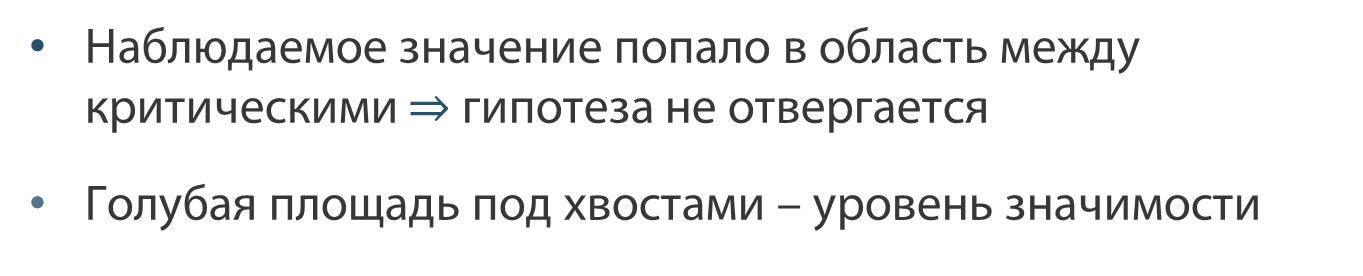 • Наблюдаемое значение попало в область между
критическими ⇒ гипотеза не отвергается
• Голубая площадь под хвостами – уровень значимости